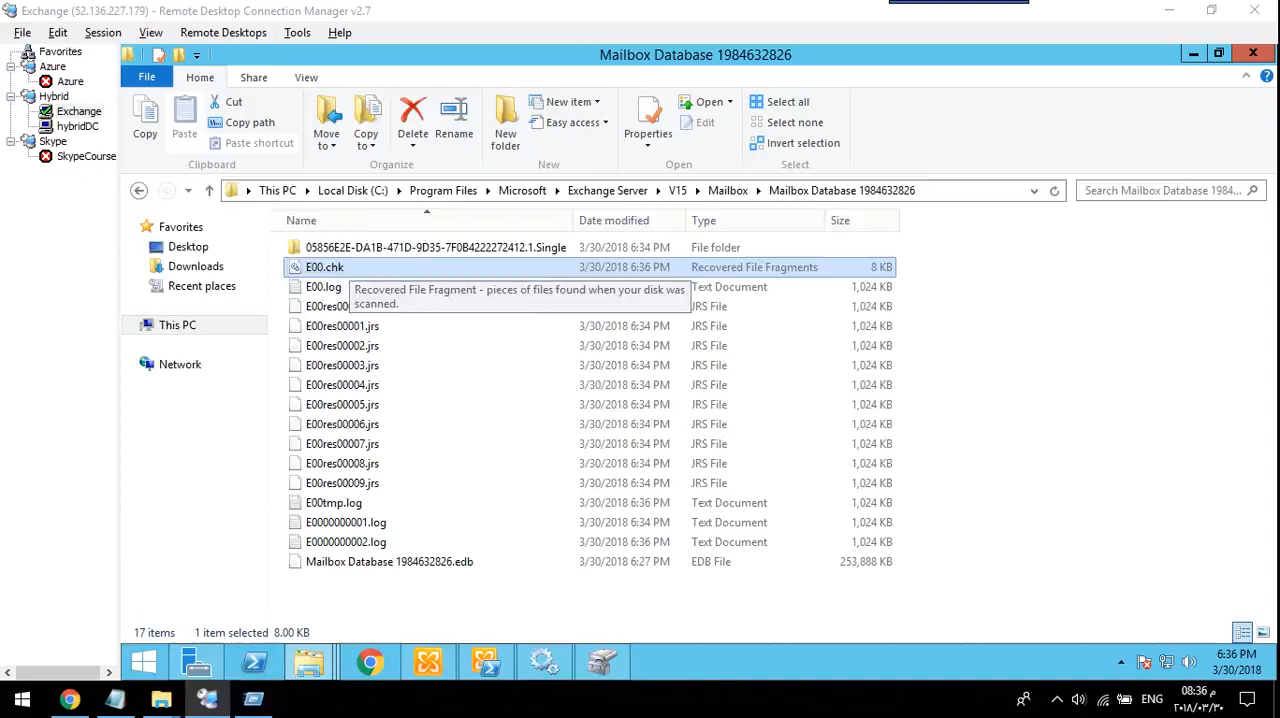 Exchange (52.136.227.179) - Remote Desktop Connection Manager v2.7
File Edit Session View Remote Desktops Tools Help
Favorites
Azure
Azure
Hybrid
Exchange
hybridDC
Skype
SkypeCourse
Mailbox Database 1984632826
File Home Share View
Copy
Paste
Cut
Copy path
Paste shortcut
Clipboard
Move to
Copy to
Delete
Rename
Organize
New folder
New item
Easy access
New
Properties
Open
Edit
Open
Select all
Select none
Invert selection
Select
This PC Local Disk (C:) Program Files Microsoft Exchange Server V15 Mailbox Mailbox Database 1984632826
Search Mailbox Database 1984...
Favorites
Desktop
Downloads
Recent places
This PC
Network
Name Date modified Type Size
05856E2E-DA1B-471D-9D35-7F0B4222272412.1.Single 3/30/2018 6:34 PM File folder
E00.chk 3/30/2018 6:36 PM Recovered File Fragments 8 KB
E00.log Text Document 1,024 KB
Recovered File Fragment - pieces of files found when your disk was
scanned.
E00res00 JRS File 1,024 KB
E00res00001.jrs 3/30/2018 6:34 PM JRS File 1,024 KB
E00res00002.jrs 3/30/2018 6:34 PM JRS File 1,024 KB
E00res00003.jrs 3/30/2018 6:34 PM JRS File 1,024 KB
E00res00004.jrs 3/30/2018 6:34 PM JRS File 1,024 KB
E00res00005.jrs 3/30/2018 6:34 PM JRS File 1,024 KB
E00res00006.jrs 3/30/2018 6:34 PM JRS File 1,024 KB
E00res00007.jrs 3/30/2018 6:34 PM JRS File 1,024 KB
E00res00008.jrs 3/30/2018 6:34 PM JRS File 1,024 KB
E00res00009.jrs 3/30/2018 6:34 PM JRS File 1,024 KB
E00tmp.log 3/30/2018 6:36 PM Text Document 1,024 KB
E0000000001.log 3/30/2018 6:34 PM Text Document 1,024 KB
E0000000002.log 3/30/2018 6:36 PM Text Document 1,024 KB
Mailbox Database 1984632826.edb 3/30/2018 6:27 PM EDB File 253,888 KB
17 items 1 item selected 8.00 KB
6:36 PM
3/30/2018
ENG
08:36 م
٢٠١٨/٠٣/٣٠